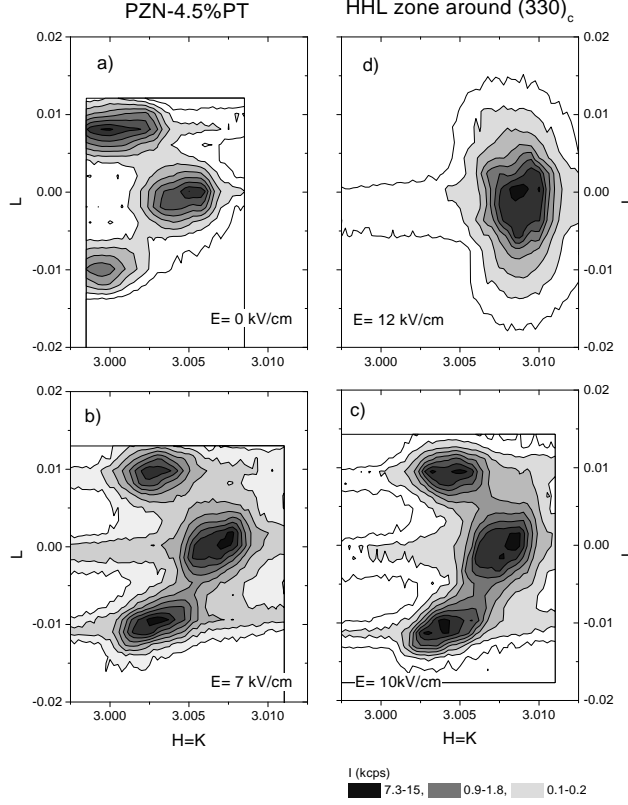 PZN-4.5%PT
HHL zone around (330)c
a)
0.02
0.01
0.00
-0.01
-0.02
L
3.000
3.005
3.010
E= 0 kV/cm
d)
0.02
0.01
0.00
-0.01
-0.02
L
3.000
3.005
3.010
E= 12 kV/cm
b)
0.02
0.01
0.00
-0.01
-0.02
L
3.000
3.005
3.010
H=K
E= 7 kV/cm
c)
0.02
0.01
0.00
-0.01
-0.02
L
3.000
3.005
3.010
H=K
E= 10kV/cm
I (kcps)
7.3-15, 0.9-1.8, 0.1-0.2